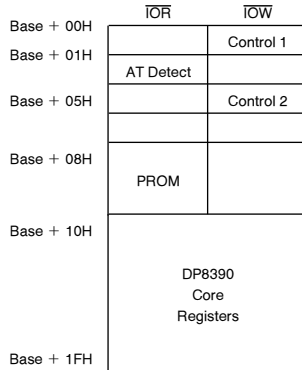 IOR IOW
Base + 00H
Control 1
Base + 01H
AT Detect
Base + 05H Control 2
Base + 08H
PROM
Base + 10H
DP8390
Core
Registers
Base + 1FH